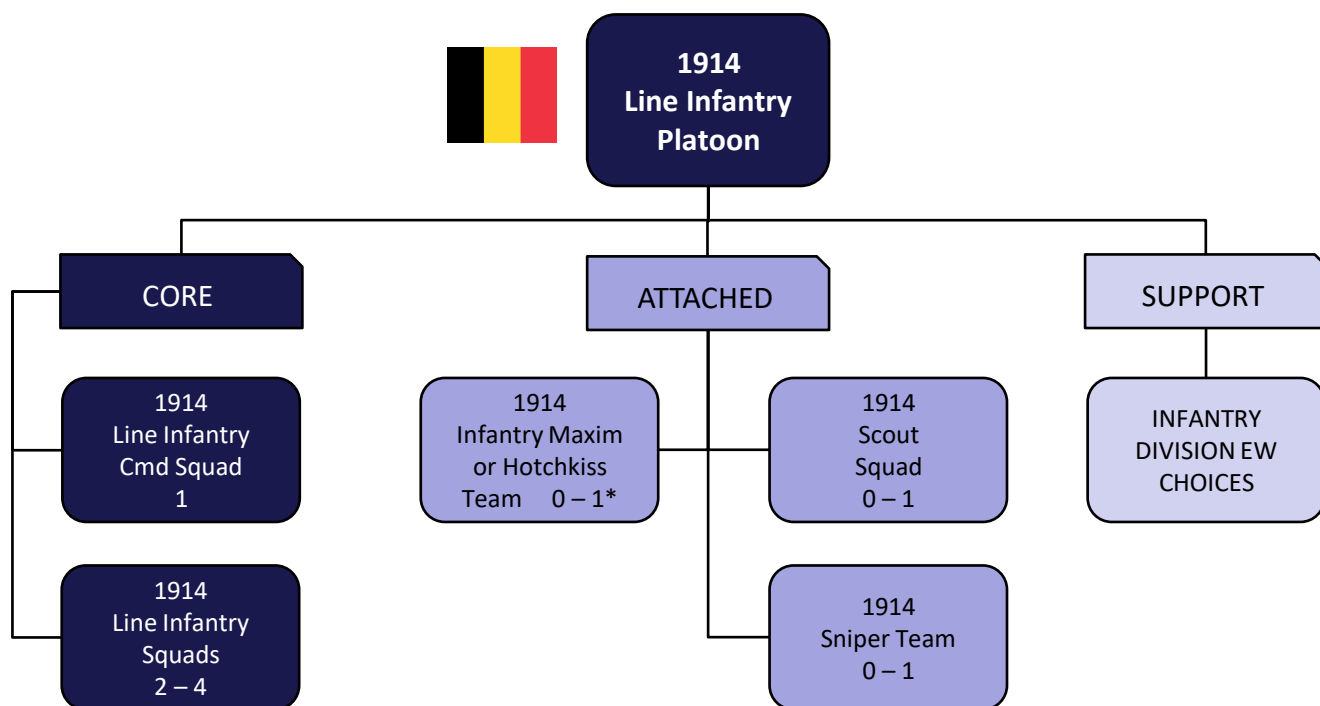 1914
Line Infantry
Platoon
CORE
ATTACHED
SUPPORT
1914
Line Infantry
Cmd Squad
1
1914
Infantry Maxim
or Hotchkiss
Team 0 – 1*
1914
Scout
Squad
0 – 1
INFANTRY
DIVISION EW
CHOICES
1914
Line Infantry
Squads
2 – 4
1914
Sniper Team
0 – 1